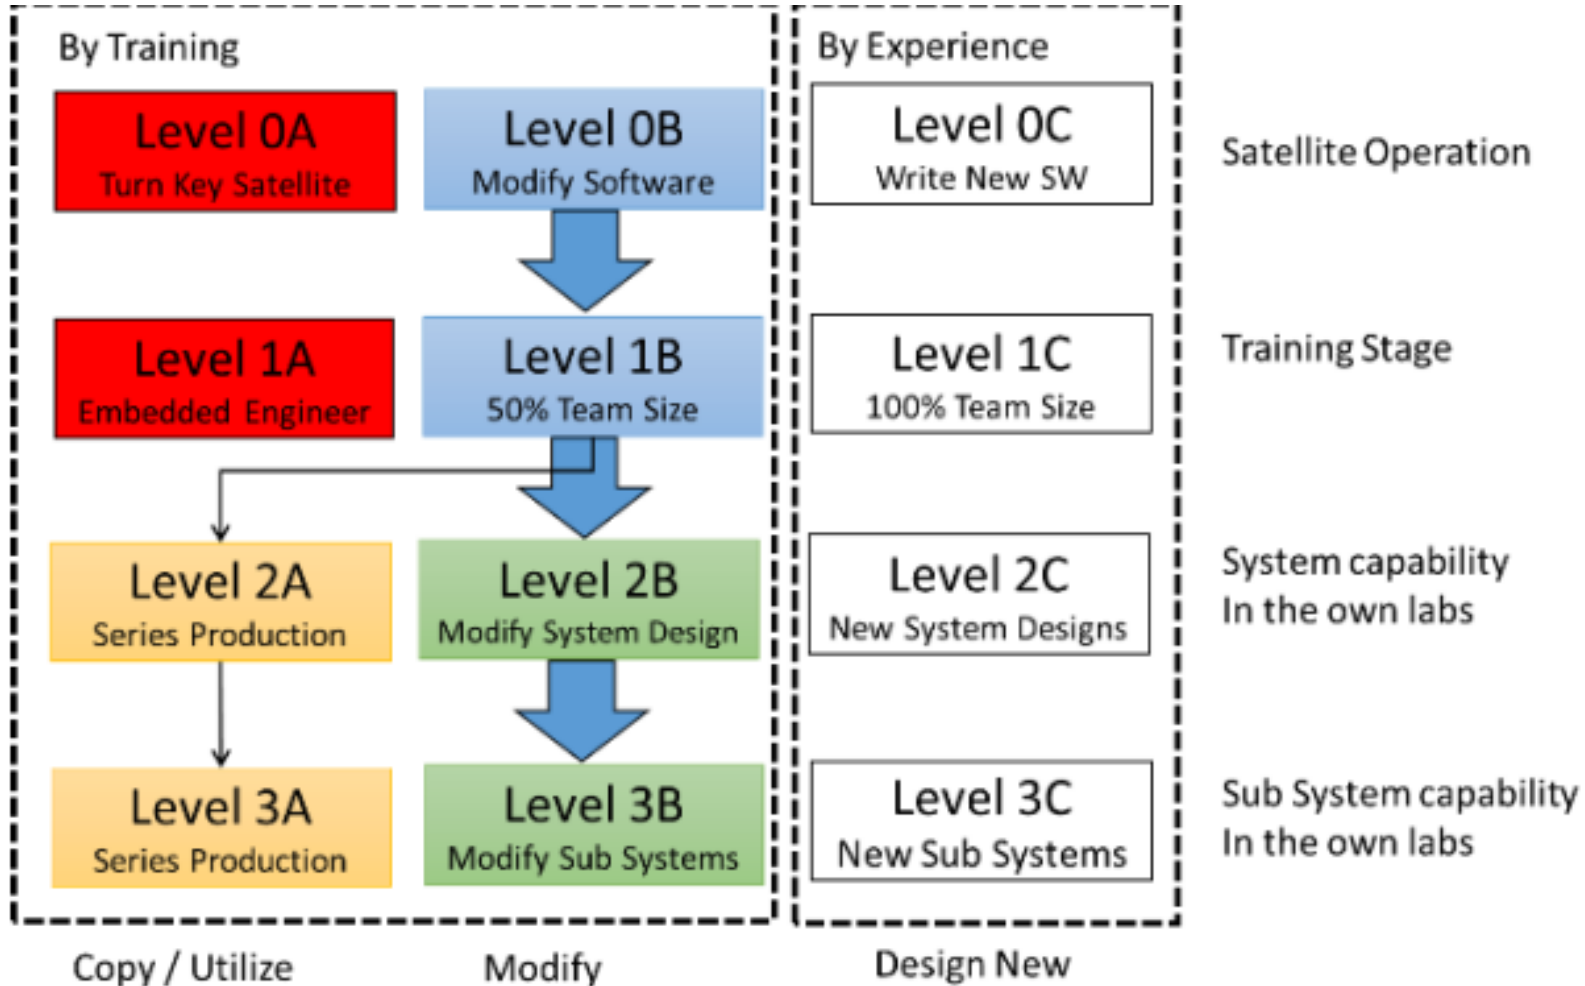 By Training
By Experience
Level 0A
Turn Key Satellite
Level 0B
Modify Software
Level 0C
Write New SW
Satellite Operation
Level 1A
Embedded Engineer
Level 1B
50% Team Size
Level 1C
100% Team Size
Training Stage
Level 2A
Series Production
Level 2B
Modify System Design
Level 2C
New System Designs
System capability
In the own labs
Level 3A
Series Production
Level 3B
Modify Sub Systems
Level 3C
New Sub Systems
Sub System capability
In the own labs
Copy / Utilize
Modify
Design New